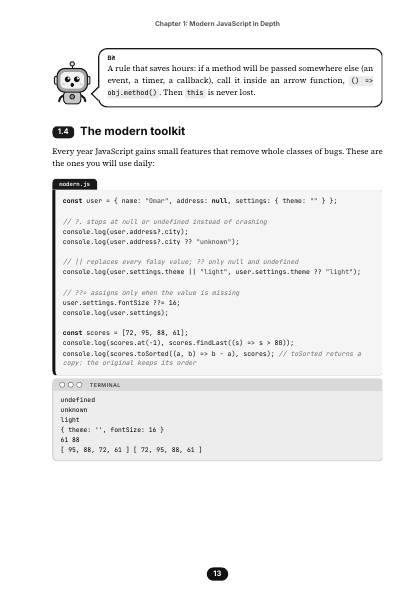 Chapter 1: Modern JavaScript in Depth
Bit
A rule that saves hours: if a method will be passed somewhere else (an
event, a timer, a callback), call it inside an arrow function, () =>
obj.method(). Then this is never lost.
1.4 The modern toolkit
Every year JavaScript gains small features that remove whole classes of bugs. These are
the ones you will use daily:
modern.js
const user = { name: "Omar", address: null, settings: { theme: "" } };
// ?. stops at null or undefined instead of crashing
console.log(user.address?.city);
console.log(user.address?.city ?? "unknown");
// || replaces every falsy value; ?? only null and undefined
console.log(user.settings.theme || "light", user.settings.theme ?? "light");
// ??= assigns only when the value is missing
user.settings.fontSize ??= 16;
console.log(user.settings);
const scores = [72, 95, 88, 61];
console.log(scores.at(-1), scores.findLast((s) => s > 80));
console.log(scores.toSorted((a, b) => b - a), scores); // toSorted returns a
copy: the original keeps its order
TERMINAL
undefined
unknown
light
{ theme: '', fontSize: 16 }
61 88
[ 95, 88, 72, 61 ] [ 72, 95, 88, 61 ]
13